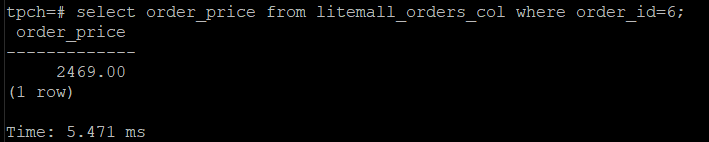 tpch=# select order_price from litemall_orders_col where order_id=6;
 order_price
-------------
     2469.00
(1 row)

Time: 5.471 ms